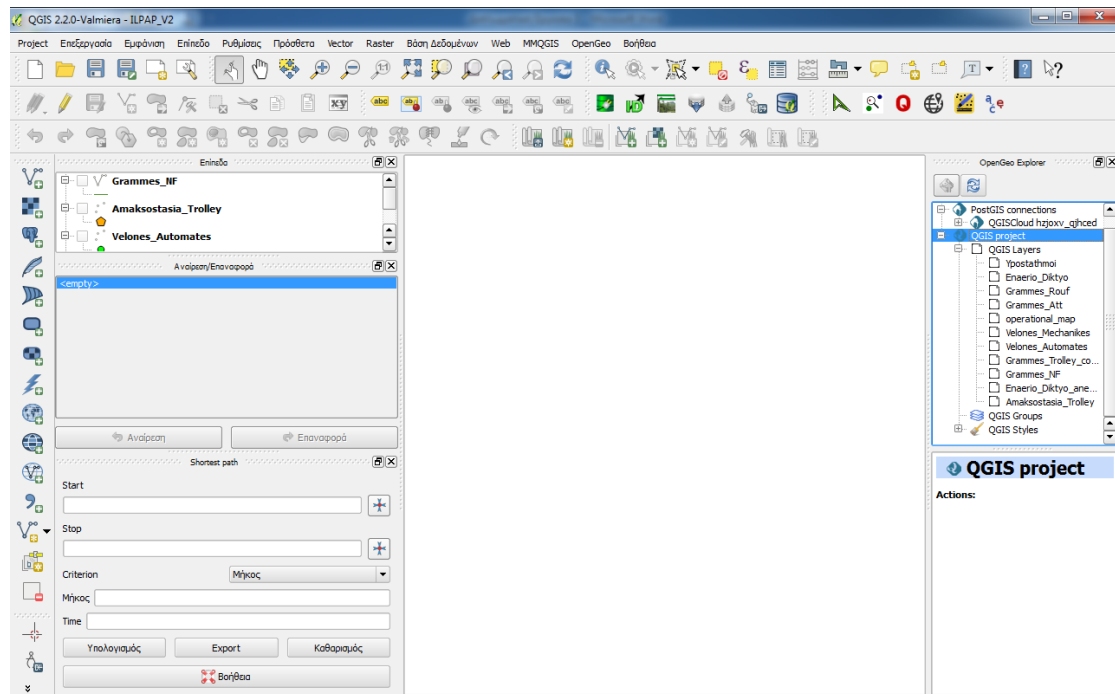 QGIS 2.2.0-Valmiera - ILPAP_V2
Project Επεξεργασία Εμφάνιση Επίπεδο Ρυθμίσεις Πρόσθετα Vector Raster Βάση Δεδομένων Web MMQGIS OpenGeo Βοήθεια
Επίπεδα
Grammes_NF
Amaksostasia_Trolley
Velones_Automates
Αναίρεση/Επαναφορά
<empty>
Αναίρεση Επαναφορά
Shortest path
Start
Stop
Criterion Μήκος
Μήκος
Time
Υπολογισμός Export Καθαρισμός
Βοήθεια
OpenGeo Explorer
PostGIS connections
QGISCloud hzjoxv_qjhced
QGIS project
QGIS Layers
Ypostathmoi
Enaerio_Diktyo
Grammes_Rouf
Grammes_Att
operational_map
Velones_Mechanikes
Velones_Automates
Grammes_Trolley_co...
Grammes_NF
Enaerio_Diktyo_ane...
Amaksostasia_Trolley
QGIS Groups
QGIS Styles
QGIS project
Actions: